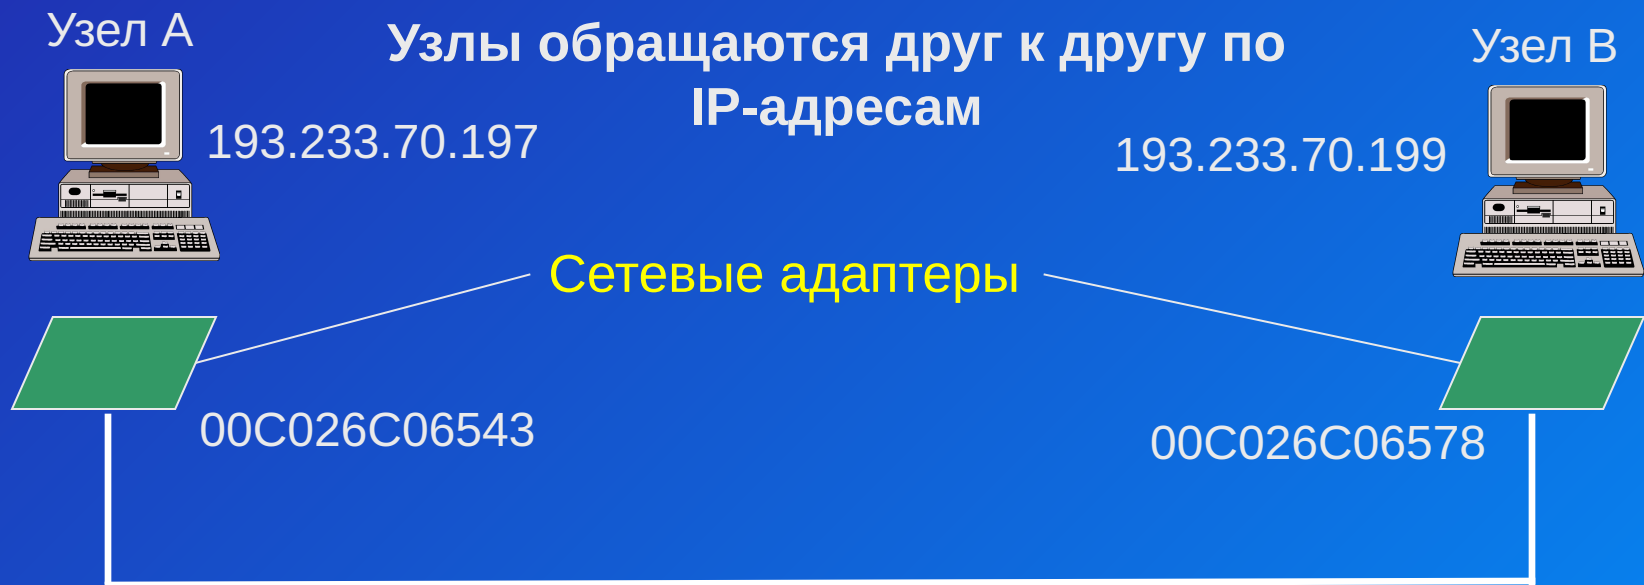 Узел А
Узлы обращаются друг к другу по
IP-адресам
Узел В
193.233.70.197
193.233.70.199
Сетевые адаптеры
00C026C06543
00C026C06578